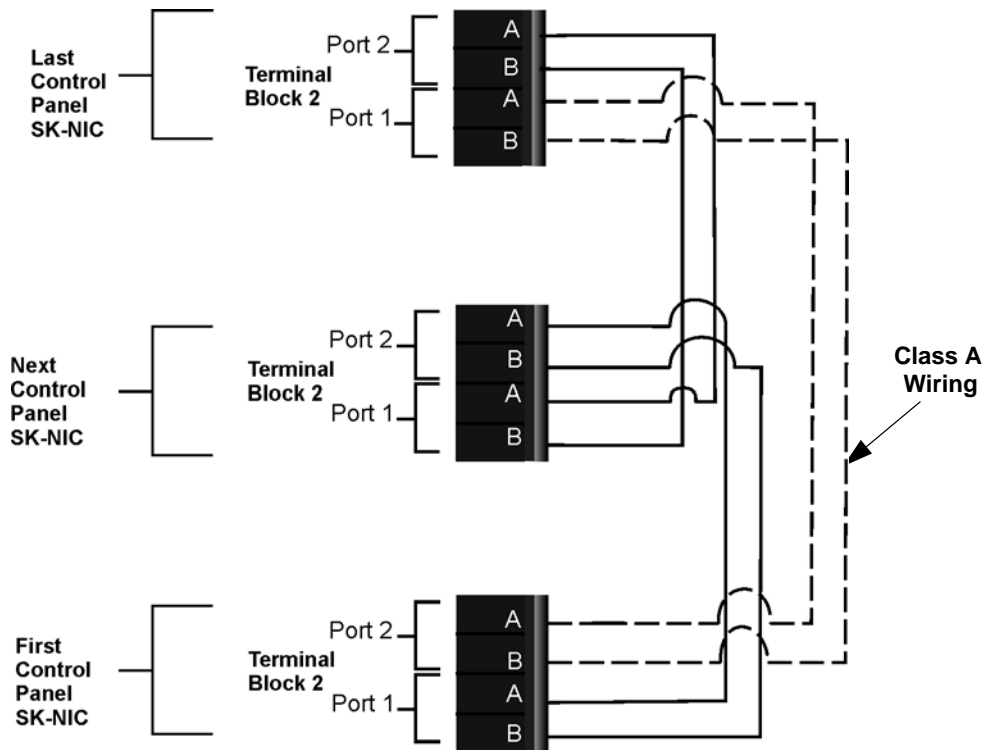 Last
Control
Panel
SK-NIC
Terminal
Block 2
Port 2
Port 1
A
B
A
B
Next
Control
Panel
SK-NIC
Terminal
Block 2
Port 2
Port 1
A
B
A
B
Class A
Wiring
First
Control
Panel
SK-NIC
Terminal
Block 2
Port 2
Port 1
A
B
A
B